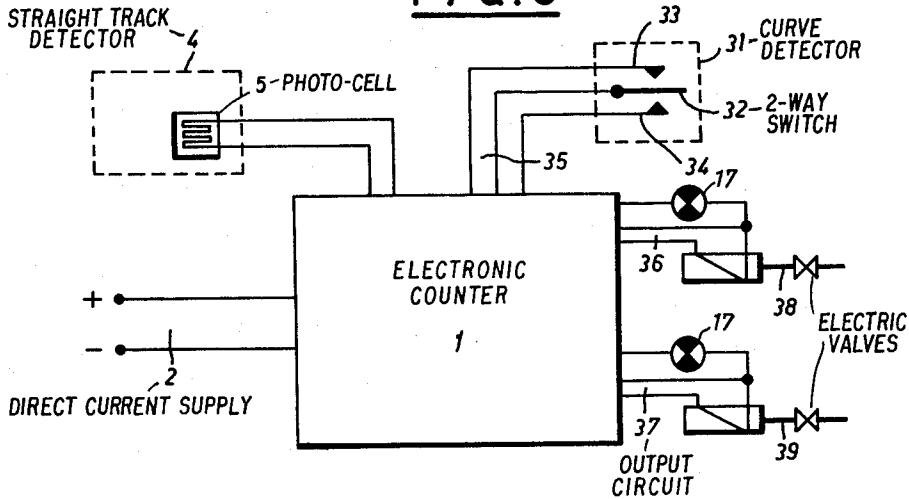 STRAIGHT TRACK
DETECTOR
4
5-PHOTO-CELL
33
31-CURVE
DETECTOR
32-2-WAY
SWITCH
35
34
17
36
38
ELECTRONIC
COUNTER
1
+
-
2
DIRECT CURRENT SUPPLY
ELECTRIC
VALVES
17
37
39
OUTPUT
CIRCUIT